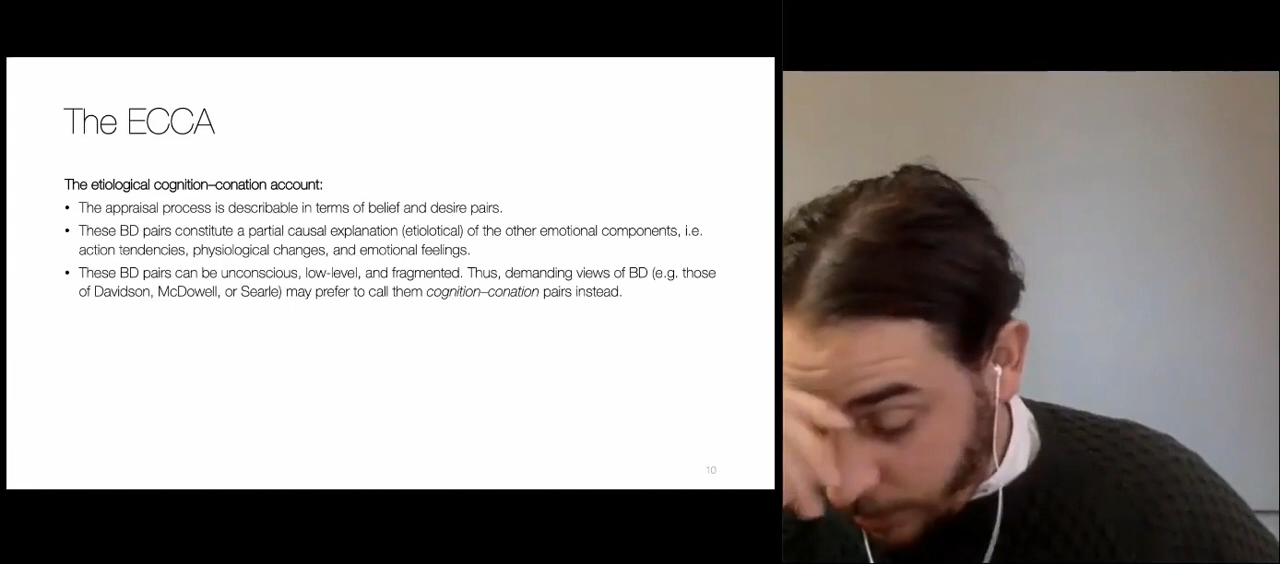 The ECCA
The etiological cognition–conation account:
• The appraisal process is describable in terms of belief and desire pairs.
• These BD pairs constitute a partial causal explanation (etiolotical) of the other emotional components, i.e.
action tendencies, physiological changes, and emotional feelings.
• These BD pairs can be unconscious, low-level, and fragmented. Thus, demanding views of BD (e.g. those
of Davidson, McDowell, or Searle) may prefer to call them cognition–conation pairs instead.
10